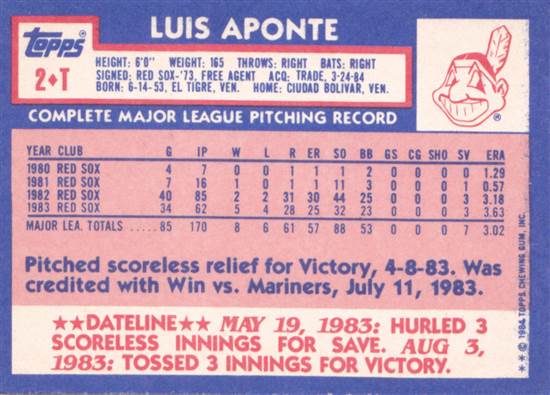 LUIS APONTE
Topps
2♦T
HEIGHT: 6'0" WEIGHT: 165 THROWS: RIGHT BATS: RIGHT
SIGNED: RED SOX-'73, FREE AGENT ACQ: TRADE, 3-24-84
BORN: 6-14-53, EL TIGRE, VEN. HOME: CIUDAD BOLIVAR, VEN.
®
COMPLETE MAJOR LEAGUE PITCHING RECORD
YEAR CLUB G IP W L R ER SO BB GS CG SHO SV ERA
1980 RED SOX 4 7 0 0 1 1 1 2 0 0 0 0 1.29
1981 RED SOX 7 16 1 0 1 1 11 3 0 0 0 1 0.57
1982 RED SOX 40 85 2 2 31 30 44 25 0 0 0 3 3.18
1983 RED SOX 34 62 5 4 28 25 32 23 0 0 0 3 3.63
MAJOR LEA. TOTALS ..... 85 170 8 6 61 57 88 53 0 0 0 7 3.02
Pitched scoreless relief for Victory, 4-8-83. Was
credited with Win vs. Mariners, July 11, 1983.
★★DATELINE★★ MAY 19, 1983: HURLED 3
SCORELESS INNINGS FOR SAVE. AUG 3,
1983: TOSSED 3 INNINGS FOR VICTORY.
** © 1984 TOPPS CHEWING GUM, INC.